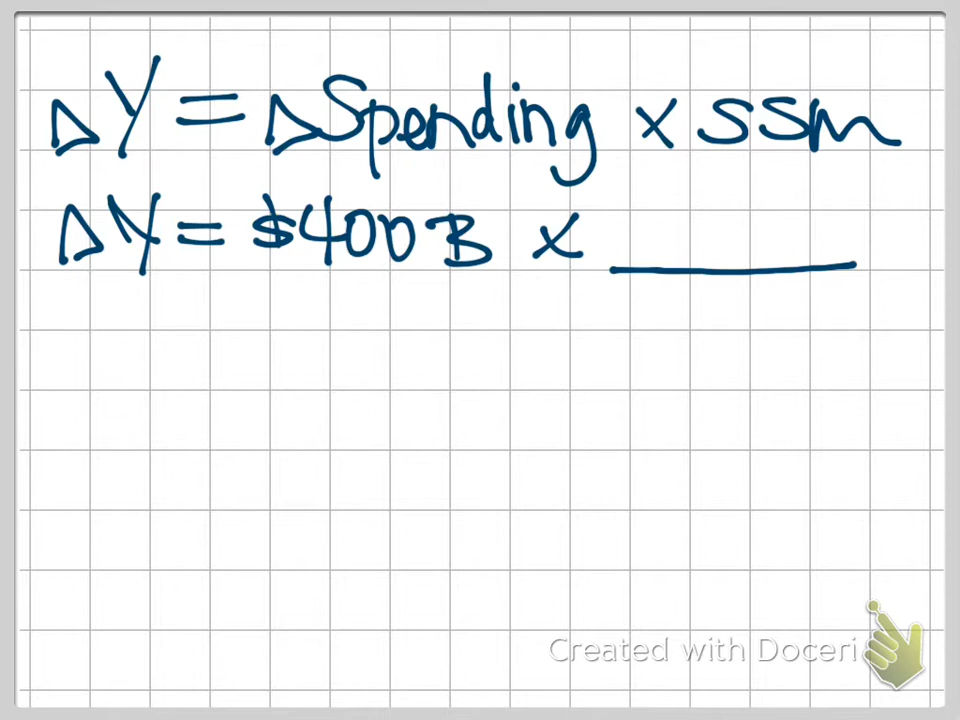 ΔY = ΔSpending x SSM
ΔY = $400B x ______
Created with Doceri